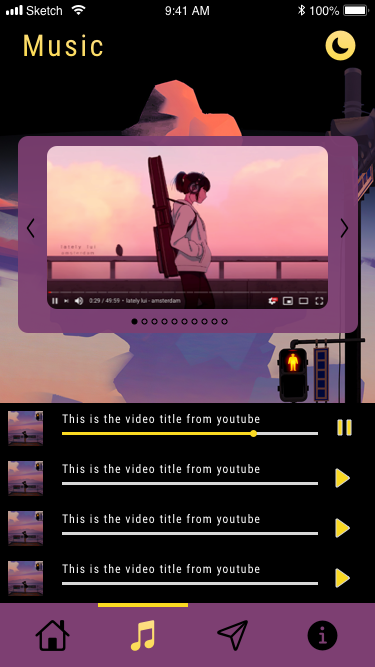 Sketch
9:41 AM
100%
Music
lately lui
amsterdam
0:29 / 49:59 • lately lui - amsterdam
This is the video title from youtube
This is the video title from youtube
This is the video title from youtube
This is the video title from youtube